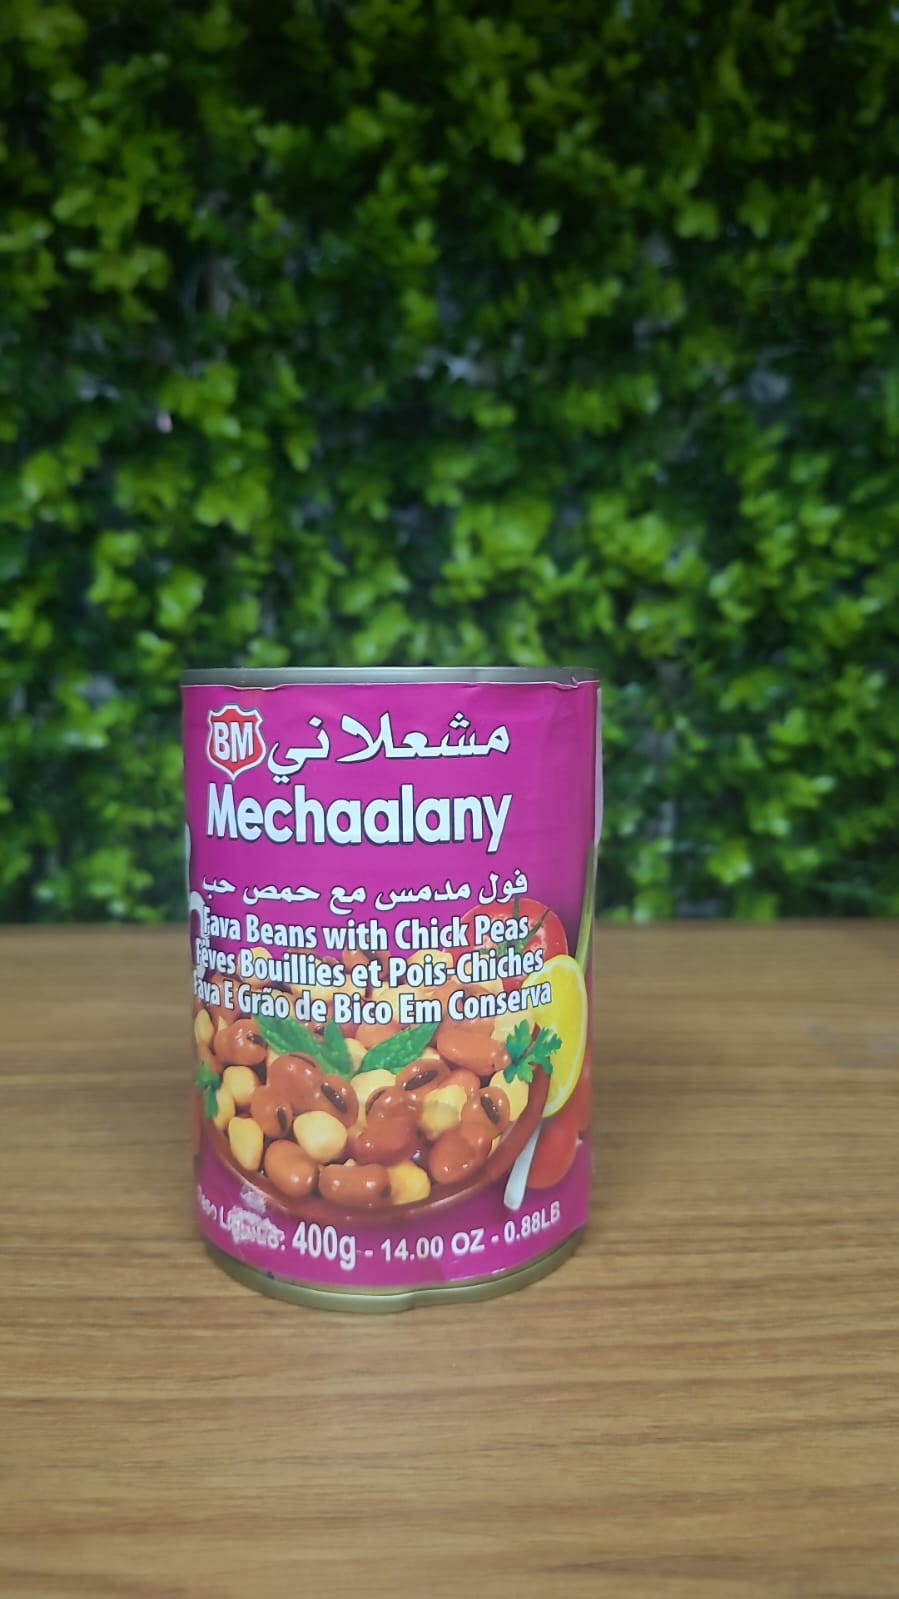 BM
مشعلاني
Mechaalany
فول مدمس مع حمص حب
Fava Beans with Chick Peas
Fèves Bouillies et Pois-Chiches
Fava E Grão de Bico Em Conserva
400g - 14.00 OZ - 0.88LB